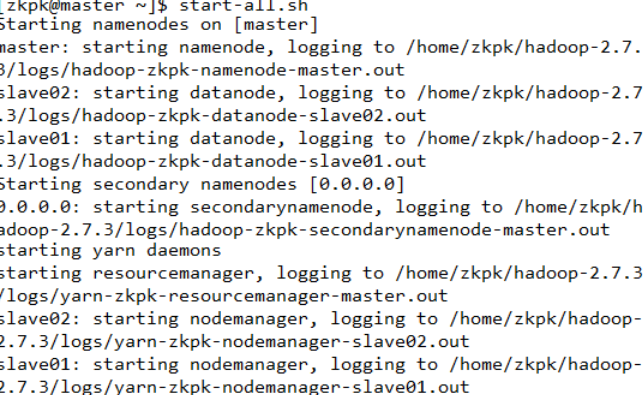 [zkpk@master ~]$ start-all.sh
Starting namenodes on [master]
master: starting namenode, logging to /home/zkpk/hadoop-2.7.
3/logs/hadoop-zkpk-namenode-master.out
slave02: starting datanode, logging to /home/zkpk/hadoop-2.7
.3/logs/hadoop-zkpk-datanode-slave02.out
slave01: starting datanode, logging to /home/zkpk/hadoop-2.7
.3/logs/hadoop-zkpk-datanode-slave01.out
Starting secondary namenodes [0.0.0.0]
0.0.0.0: starting secondarynamenode, logging to /home/zkpk/h
adoop-2.7.3/logs/hadoop-zkpk-secondarynamenode-master.out
starting yarn daemons
starting resourcemanager, logging to /home/zkpk/hadoop-2.7.3
/logs/yarn-zkpk-resourcemanager-master.out
slave02: starting nodemanager, logging to /home/zkpk/hadoop-
2.7.3/logs/yarn-zkpk-nodemanager-slave02.out
slave01: starting nodemanager, logging to /home/zkpk/hadoop-
2.7.3/logs/yarn-zkpk-nodemanager-slave01.out